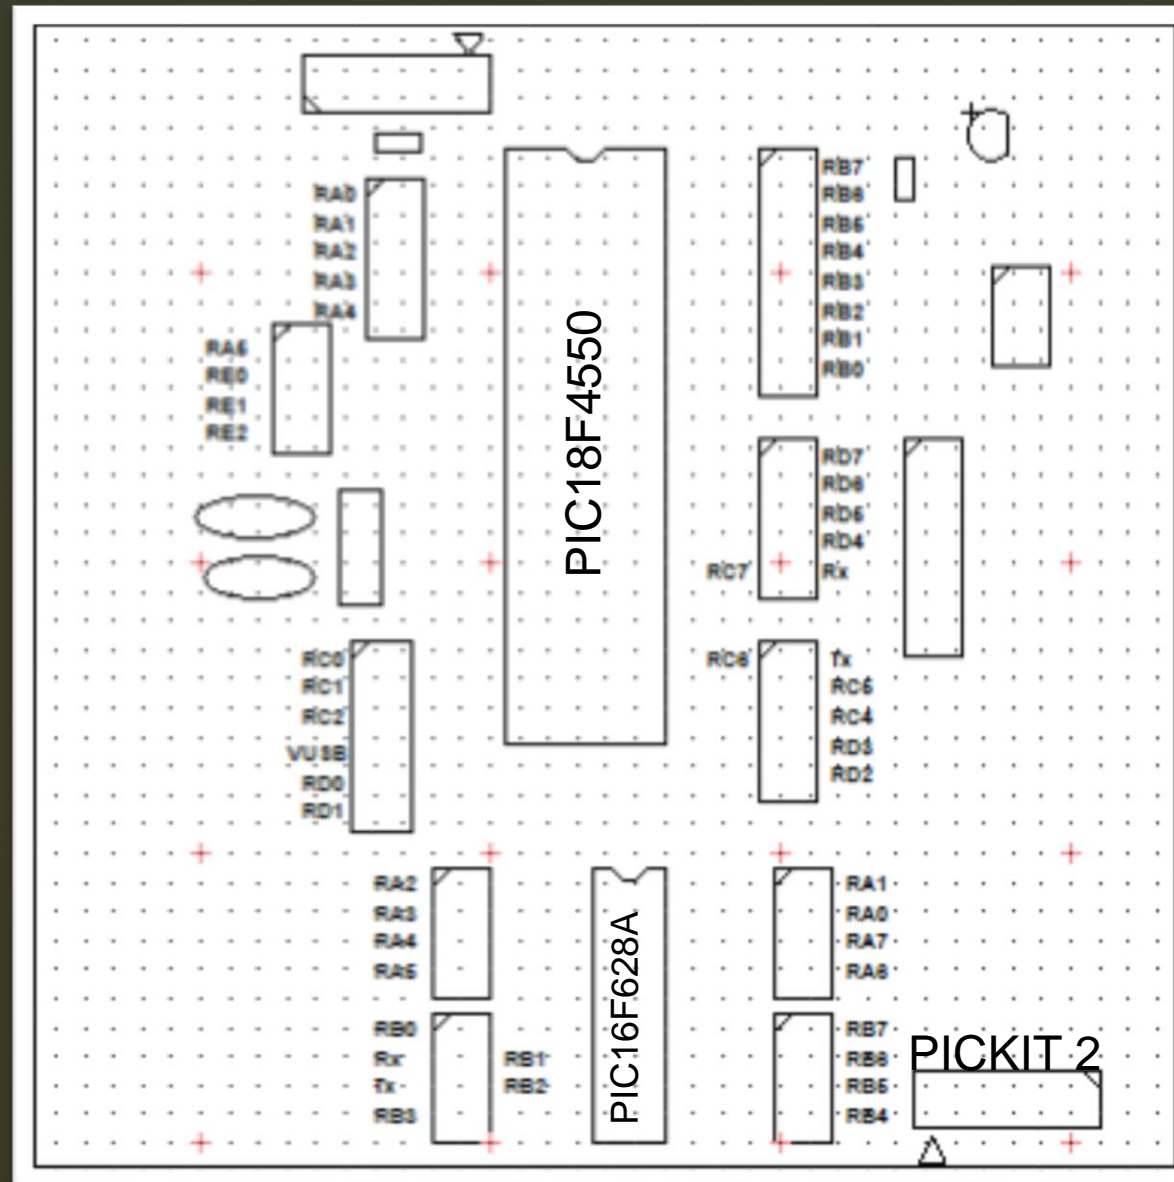 RA0
RA1
RA2
RA3
RA4
RA5
RE0
RE1
RE2
PIC18F4550
RB7
RB6
RB5
RB4
RB3
RB2
RB1
RB0
RD7
RD6
RD5
RD4
RC7 Rx
RC0
RC1
RC2
VUSB
RD0
RD1
RC6 Tx
RC5
RC4
RD3
RD2
RA2
RA3
RA4
RA5
RB0
Rx RB1
Tx RB2
RB3
PIC16F628A
RA1
RA0
RA7
RA6
RB7
RB6
RB5
RB4
PICKIT 2